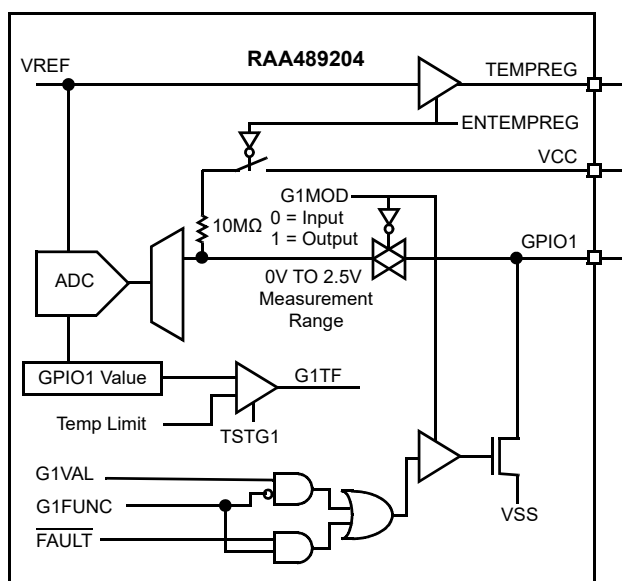 RAA489204
VREF
TEMPREG
ENTEMPREG
VCC
G1MOD
0 = Input
1 = Output
10MΩ
GPIO1
ADC
0V TO 2.5V
Measurement
Range
GPIO1 Value
G1TF
Temp Limit
TSTG1
G1VAL
G1FUNC
FAULT
VSS